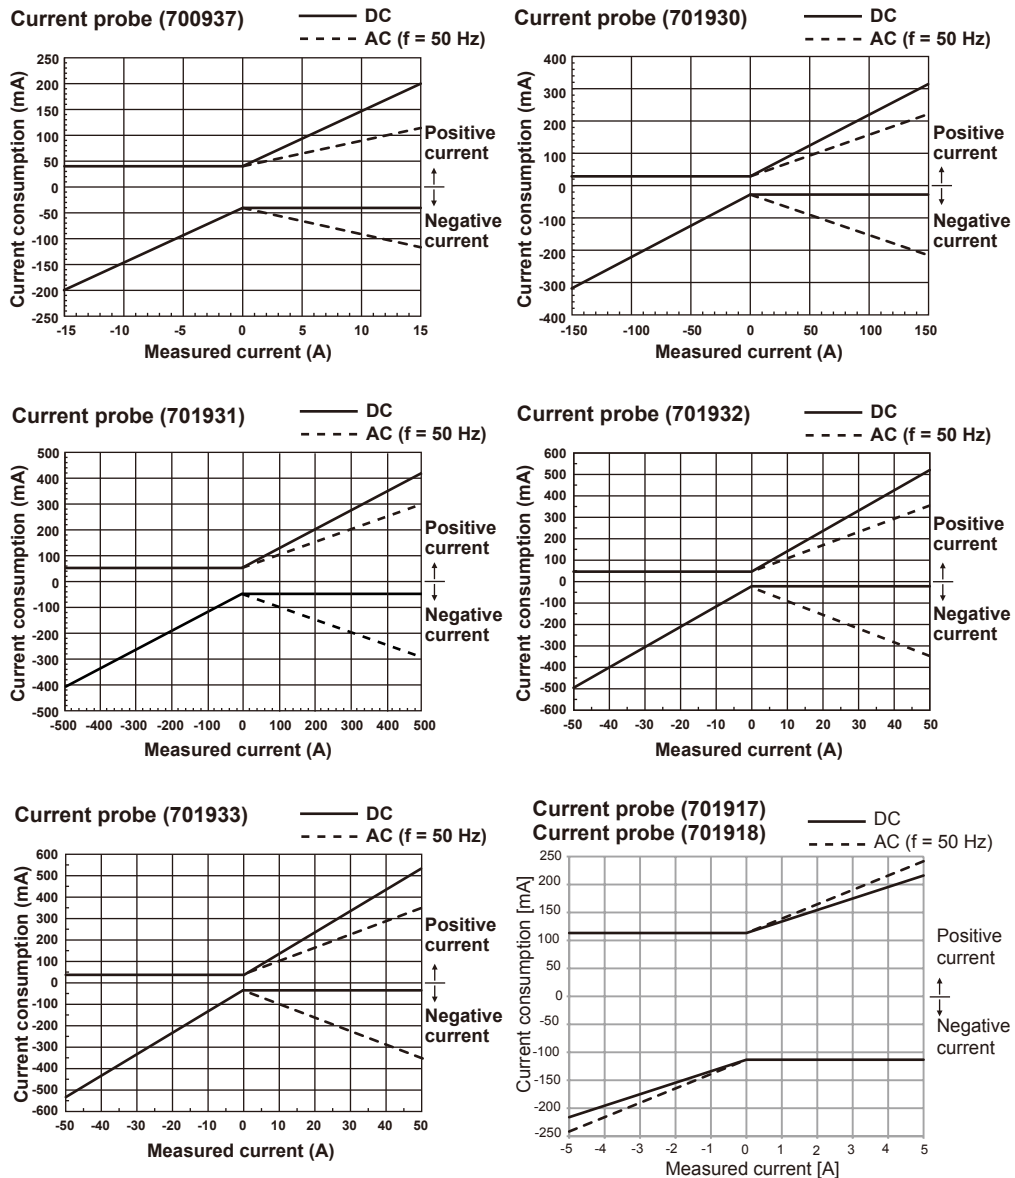 Current probe (700937)
DC
AC (f = 50 Hz)
Current consumption (mA)
250
200
150
100
50
0
-50
-100
-150
-200
-250
-15 -10 -5 0 5 10 15
Measured current (A)
Positive
current
Negative
current
Current probe (701930)
DC
AC (f = 50 Hz)
Current consumption (mA)
400
300
200
100
0
-100
-200
-300
-400
-150 -100 -50 0 50 100 150
Measured current (A)
Positive
current
Negative
current
Current probe (701931)
DC
AC (f = 50 Hz)
Current consumption (mA)
500
400
300
200
100
0
-100
-200
-300
-400
-500
-500 -400 -300 -200 -100 0 100 200 300 400 500
Measured current (A)
Positive
current
Negative
current
Current probe (701932)
DC
AC (f = 50 Hz)
Current consumption (mA)
600
500
400
300
200
100
0
-100
-200
-300
-400
-500
-600
-50 -40 -30 -20 -10 0 10 20 30 40 50
Measured current (A)
Positive
current
Negative
current
Current probe (701933)
DC
AC (f = 50 Hz)
Current consumption (mA)
600
500
400
300
200
100
0
-100
-200
-300
-400
-500
-600
-50 -40 -30 -20 -10 0 10 20 30 40 50
Measured current (A)
Positive
current
Negative
current
Current probe (701917)
Current probe (701918)
DC
AC (f = 50 Hz)
Current consumption [mA]
250
200
150
100
50
0
-50
-100
-150
-200
-250
-5 -4 -3 -2 -1 0 1 2 3 4 5
Measured current [A]
Positive
current
Negative
current